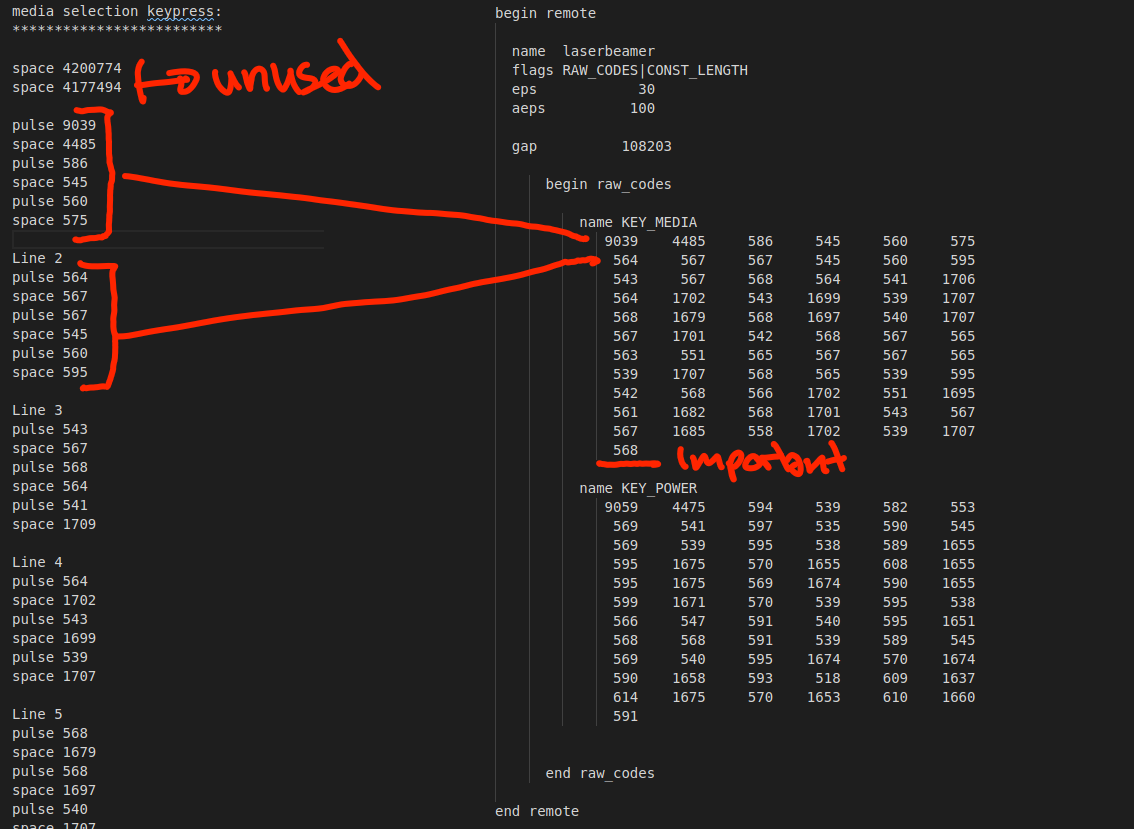 media selection keypress:
*************************
space 4200774
space 4177494
unused
pulse 9039
space 4485
pulse 586
space 545
pulse 560
space 575
Line 2
pulse 564
space 567
pulse 567
space 545
pulse 560
space 595
Line 3
pulse 543
space 567
pulse 568
space 564
pulse 541
space 1709
Line 4
pulse 564
space 1702
pulse 543
space 1699
pulse 539
space 1707
Line 5
pulse 568
space 1679
pulse 568
space 1697
pulse 540
space 1707
begin remote
name laserbeamer
flags RAW_CODES|CONST_LENGTH
eps 30
aeps 100
gap 108203
begin raw_codes
name KEY_MEDIA
9039 4485 586 545 560 575
564 567 567 545 560 595
543 567 568 564 541 1706
564 1702 543 1699 539 1707
568 1679 568 1697 540 1707
567 1701 542 568 567 565
563 551 565 567 567 565
539 1707 568 565 539 595
542 568 566 1702 551 1695
561 1682 568 1701 543 567
567 1685 558 1702 539 1707
568
important
name KEY_POWER
9059 4475 594 539 582 553
569 541 597 535 590 545
569 539 595 538 589 1655
595 1675 570 1655 608 1655
595 1675 569 1674 590 1655
599 1671 570 539 595 538
566 547 591 540 595 1651
568 568 591 539 589 545
569 540 595 1674 570 1674
590 1658 593 518 609 1637
614 1675 570 1653 610 1660
591
end raw_codes
end remote